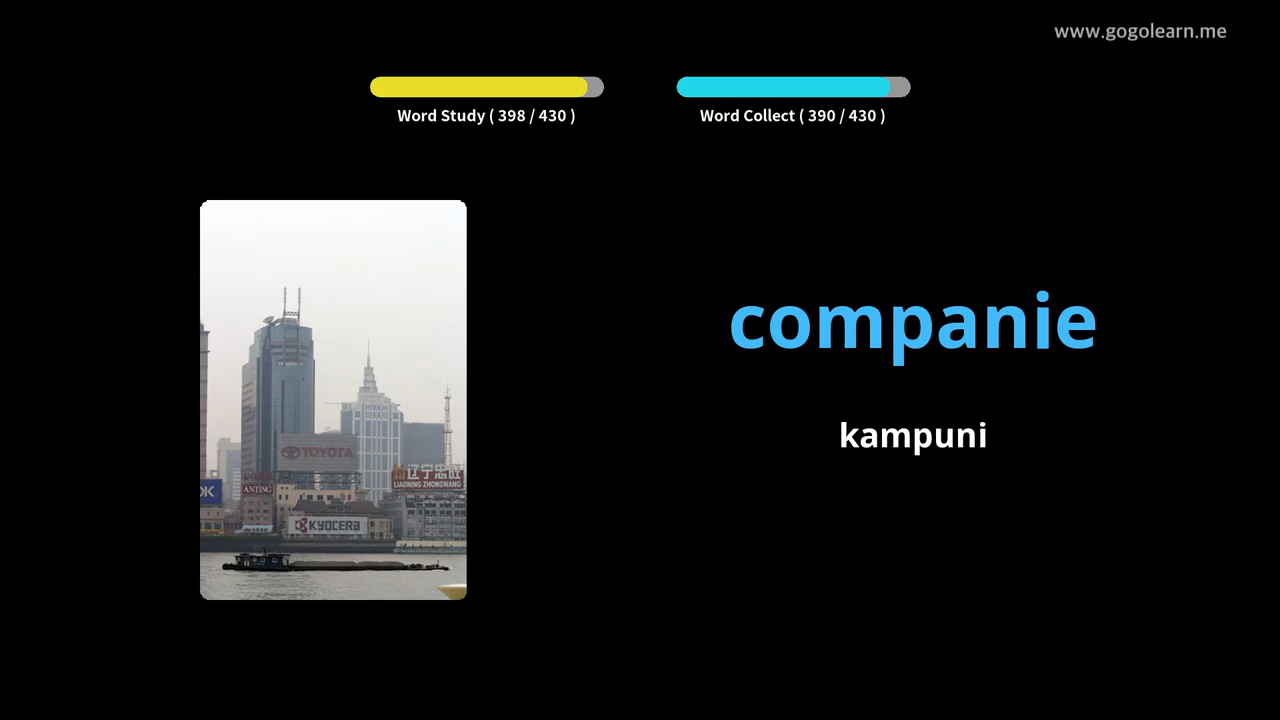 www.gogolearn.me
Word Study ( 398 / 430 )
Word Collect ( 390 / 430 )
companie
kampuni
TOYOTA
辽宁忠旺
LIAONING ZHONGWANG
OK
ANTING
KYOCERA